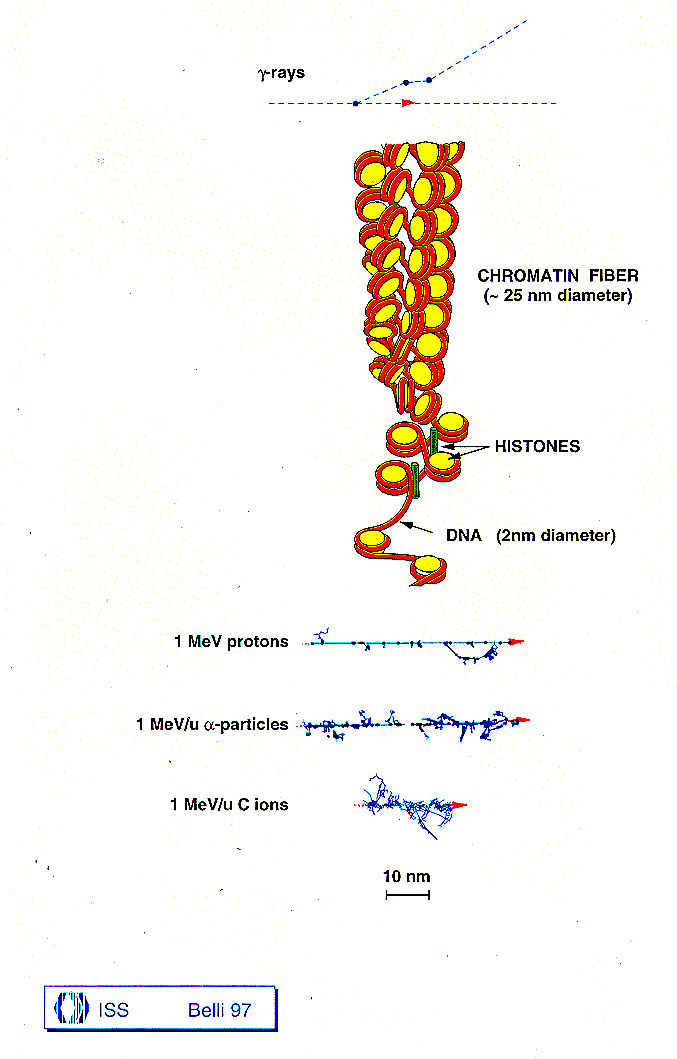 γ-rays
CHROMATIN FIBER
(~ 25 nm diameter)
HISTONES
DNA (2nm diameter)
1 MeV protons
1 MeV/u α-particles
1 MeV/u C ions
10 nm
ISS Belli 97